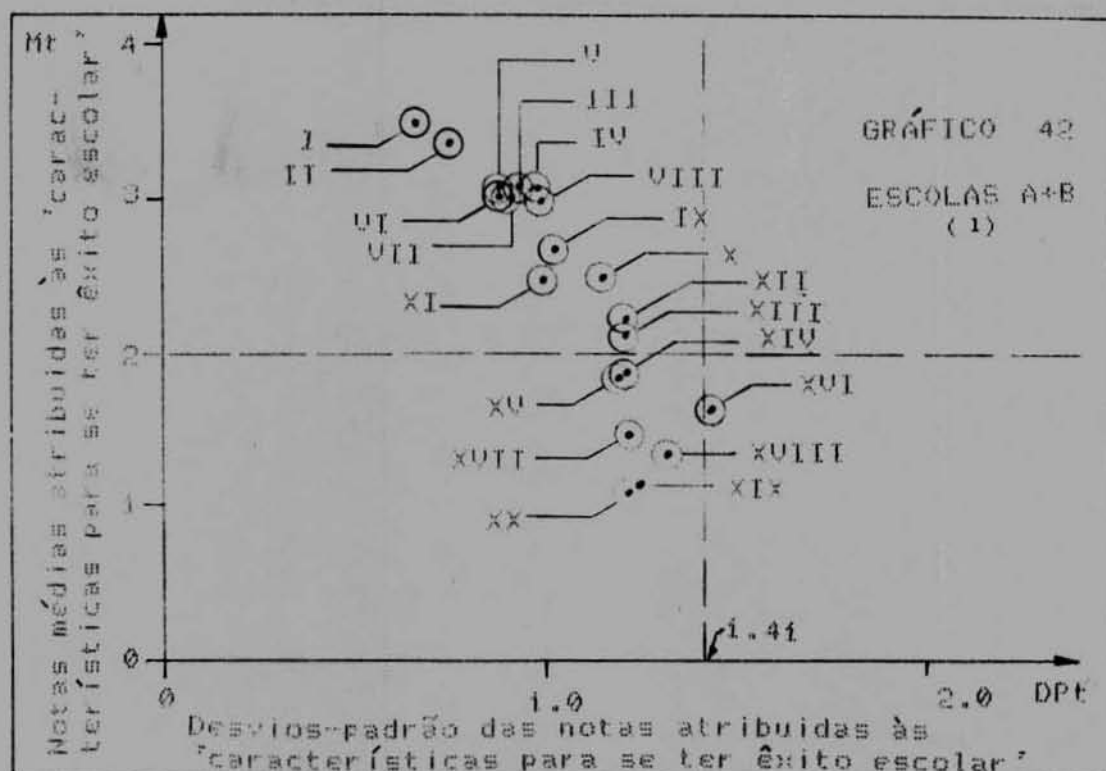 Mt
Notas médias atribuidas às 'carac-
terísticas para se ter êxito escolar'
4
3
2
1
0
V
III
IV
I
II
VIII
VI
VII
IX
X
XI
XII
XIII
XIV
XV
XVI
XVII
XVIII
XIX
XX
GRÁFICO 42
ESCOLAS A+B
(1)
1.41
0
1.0
2.0
DPt
Desvios-padrão das notas atribuidas às
'características para se ter êxito escolar'